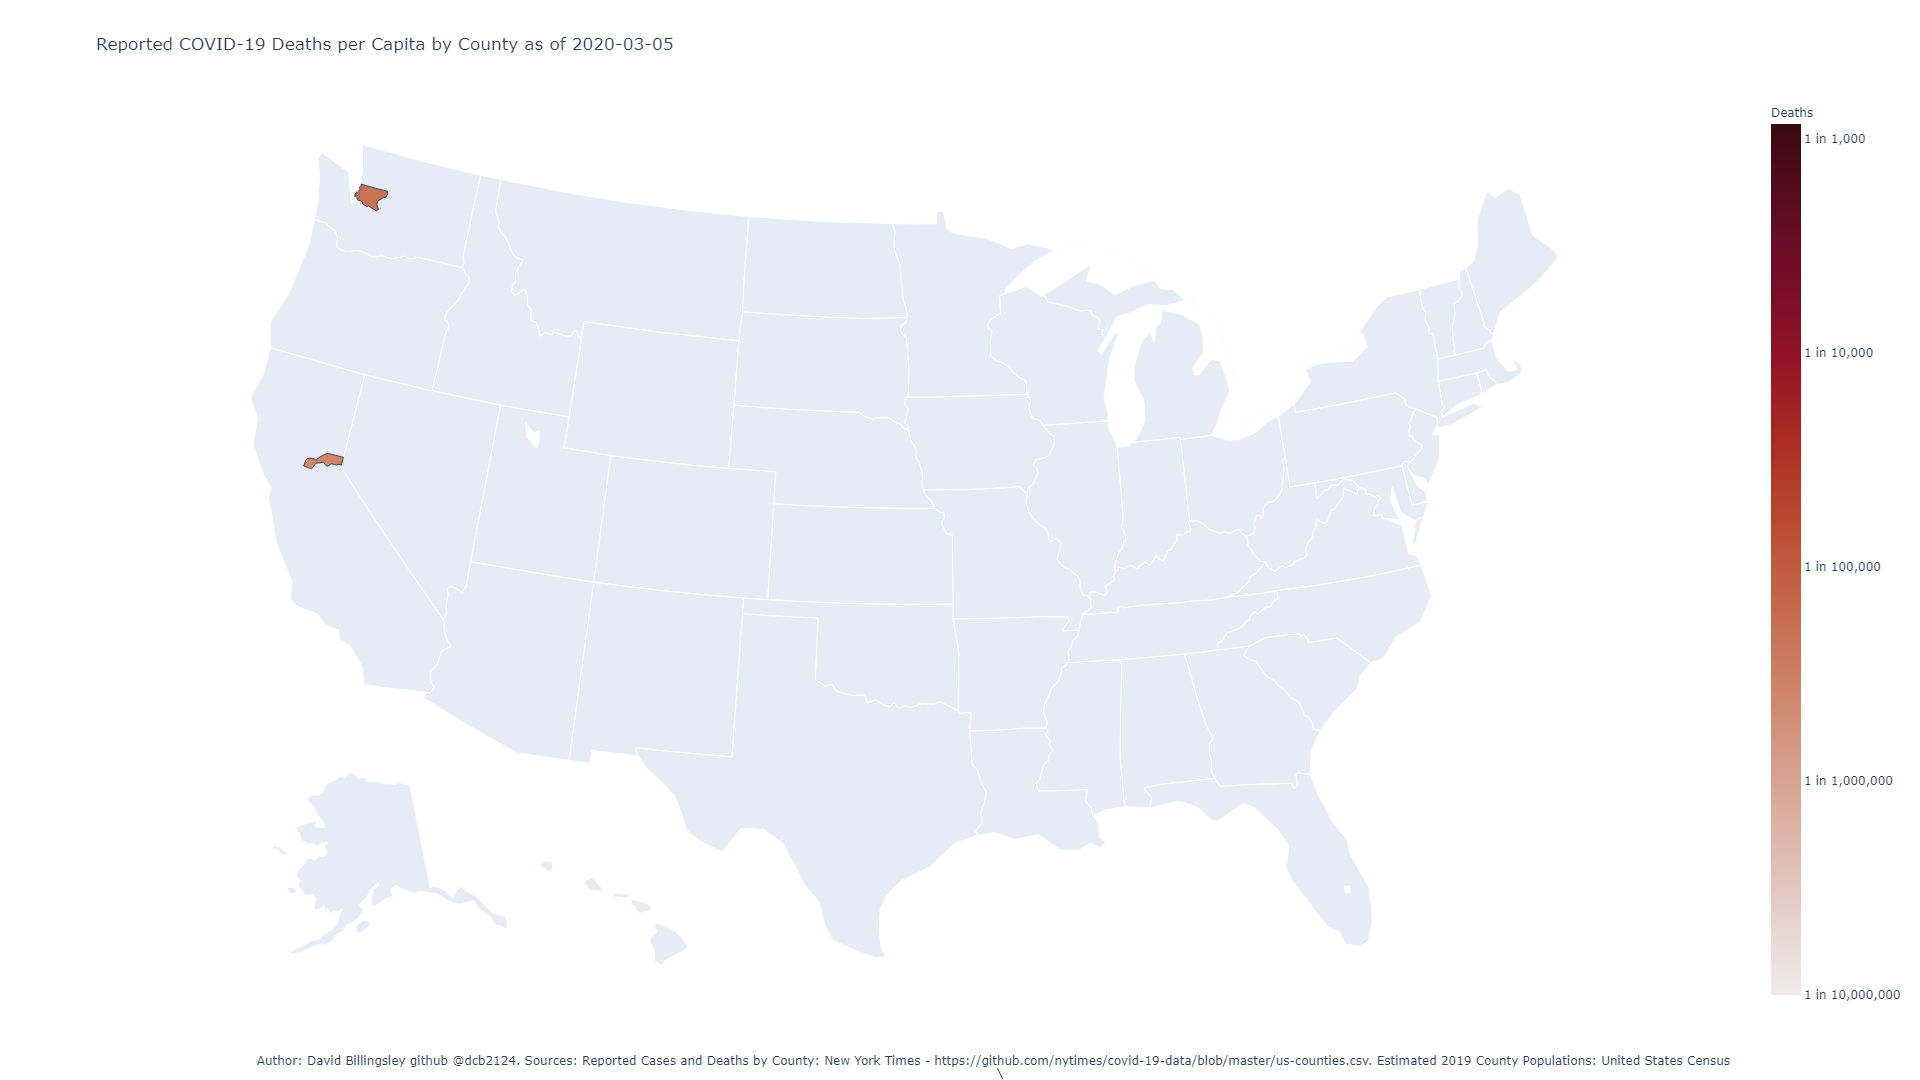 Reported COVID-19 Deaths per Capita by County as of 2020-03-05
Deaths
1 in 1,000
1 in 10,000
1 in 100,000
1 in 1,000,000
1 in 10,000,000
Author: David Billingsley github @dcb2124. Sources: Reported Cases and Deaths by County: New York Times - https://github.com/nytimes/covid-19-data/blob/master/us-counties.csv. Estimated 2019 County Populations: United States Census